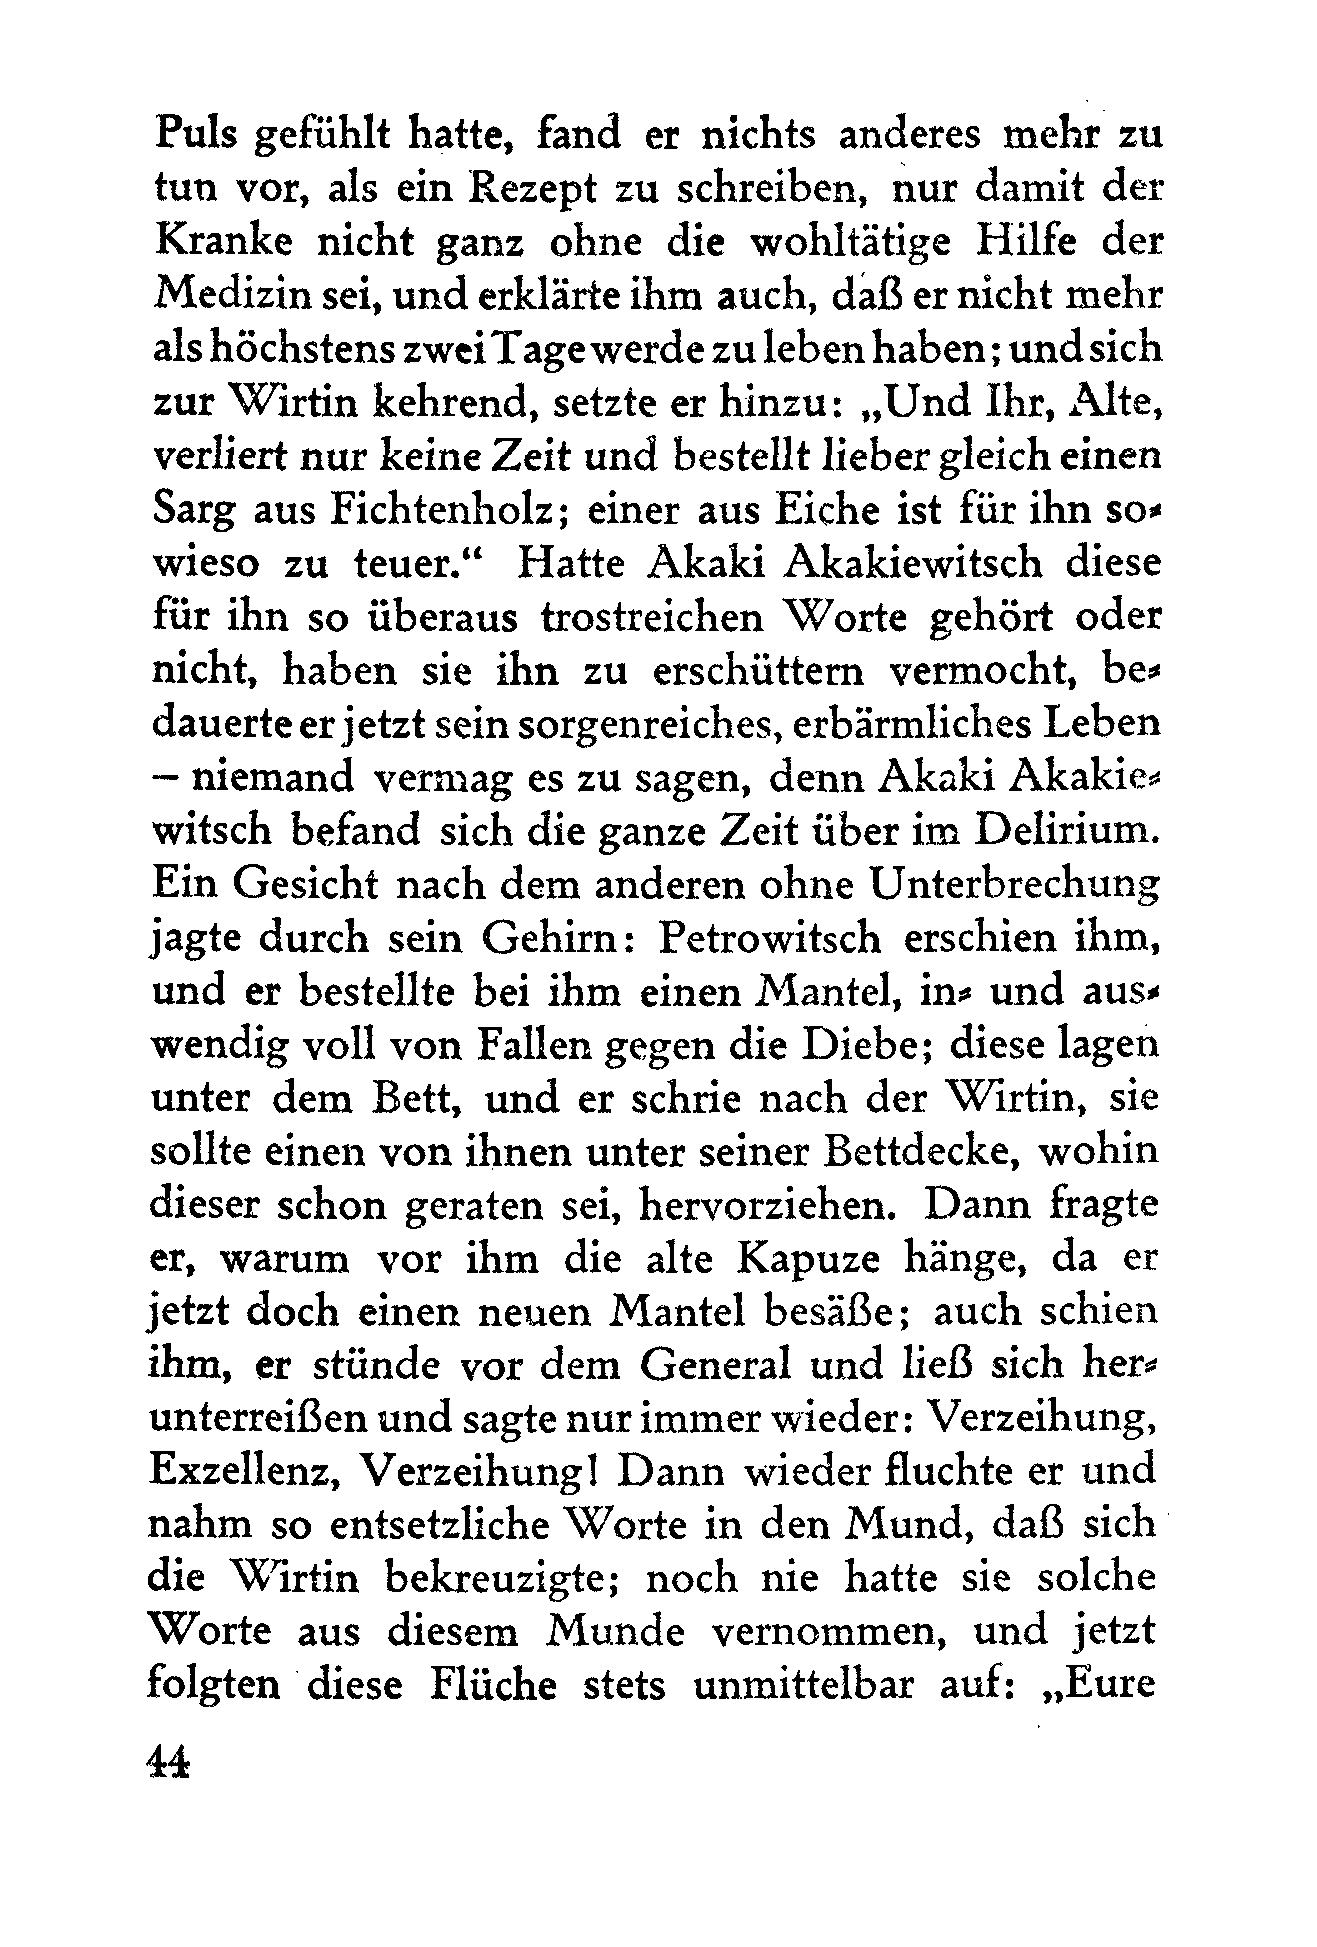 Puls gefühlt hatte, fand er nichts anderes mehr zu
tun vor, als ein Rezept zu schreiben, nur damit der
Kranke nicht ganz ohne die wohltätige Hilfe der
Medizin sei, und erklärte ihm auch, daß er nicht mehr
als höchstens zwei Tage werde zu leben haben; und sich
zur Wirtin kehrend, setzte er hinzu: „Und Ihr, Alte,
verliert nur keine Zeit und bestellt lieber gleich einen
Sarg aus Fichtenholz; einer aus Eiche ist für ihn so-
wieso zu teuer.“ Hatte Akaki Akakiewitsch diese
für ihn so überaus trostreichen Worte gehört oder
nicht, haben sie ihn zu erschüttern vermocht, be-
dauerte er jetzt sein sorgenreiches, erbärmliches Leben
– niemand vermag es zu sagen, denn Akaki Akakie-
witsch befand sich die ganze Zeit über im Delirium.
Ein Gesicht nach dem anderen ohne Unterbrechung
jagte durch sein Gehirn: Petrowitsch erschien ihm,
und er bestellte bei ihm einen Mantel, in- und aus-
wendig voll von Fallen gegen die Diebe; diese lagen
unter dem Bett, und er schrie nach der Wirtin, sie
sollte einen von ihnen unter seiner Bettdecke, wohin
dieser schon geraten sei, hervorziehen. Dann fragte
er, warum vor ihm die alte Kapuze hänge, da er
jetzt doch einen neuen Mantel besäße; auch schien
ihm, er stünde vor dem General und ließ sich her-
unterreißen und sagte nur immer wieder: Verzeihung,
Exzellenz, Verzeihung! Dann wieder fluchte er und
nahm so entsetzliche Worte in den Mund, daß sich
die Wirtin bekreuzigte; noch nie hatte sie solche
Worte aus diesem Munde vernommen, und jetzt
folgten diese Flüche stets unmittelbar auf: „Eure
44